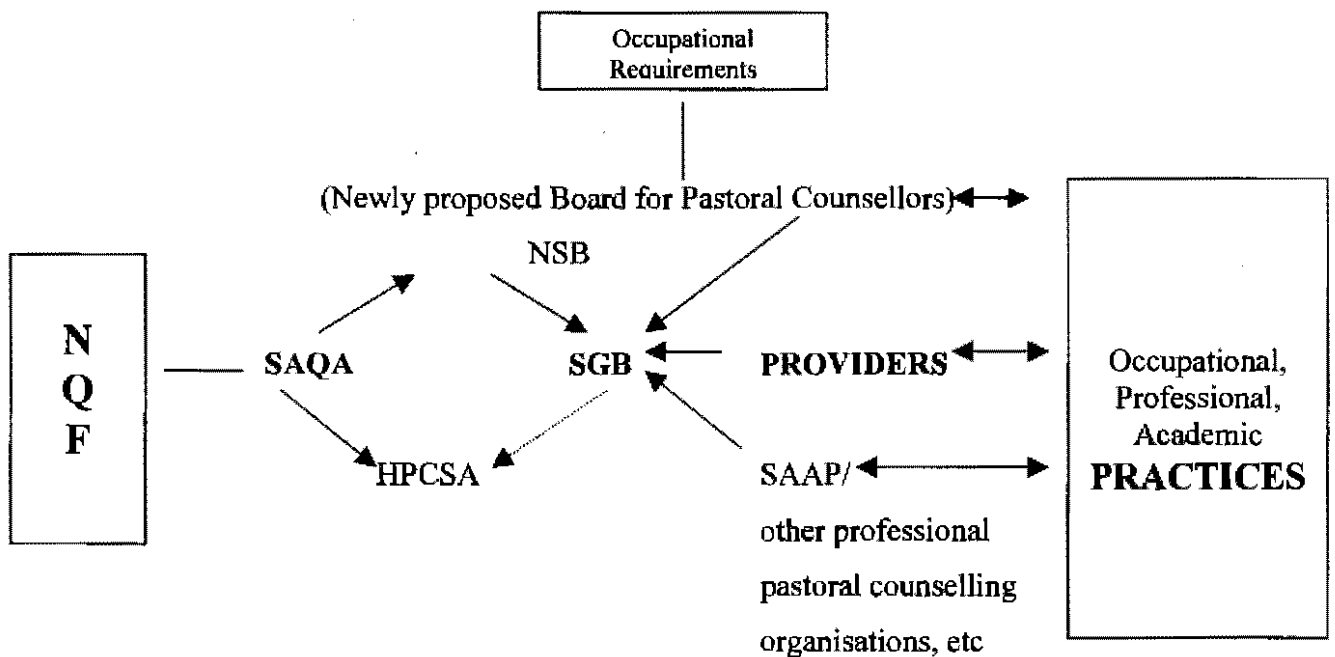 Occupational
Requirements
(Newly proposed Board for Pastoral Counsellors)
NSB
N
Q
F
SAQA
SGB
PROVIDERS
HPCSA
SAAP/
other professional
pastoral counselling
organisations, etc
Occupational,
Professional,
Academic
PRACTICES